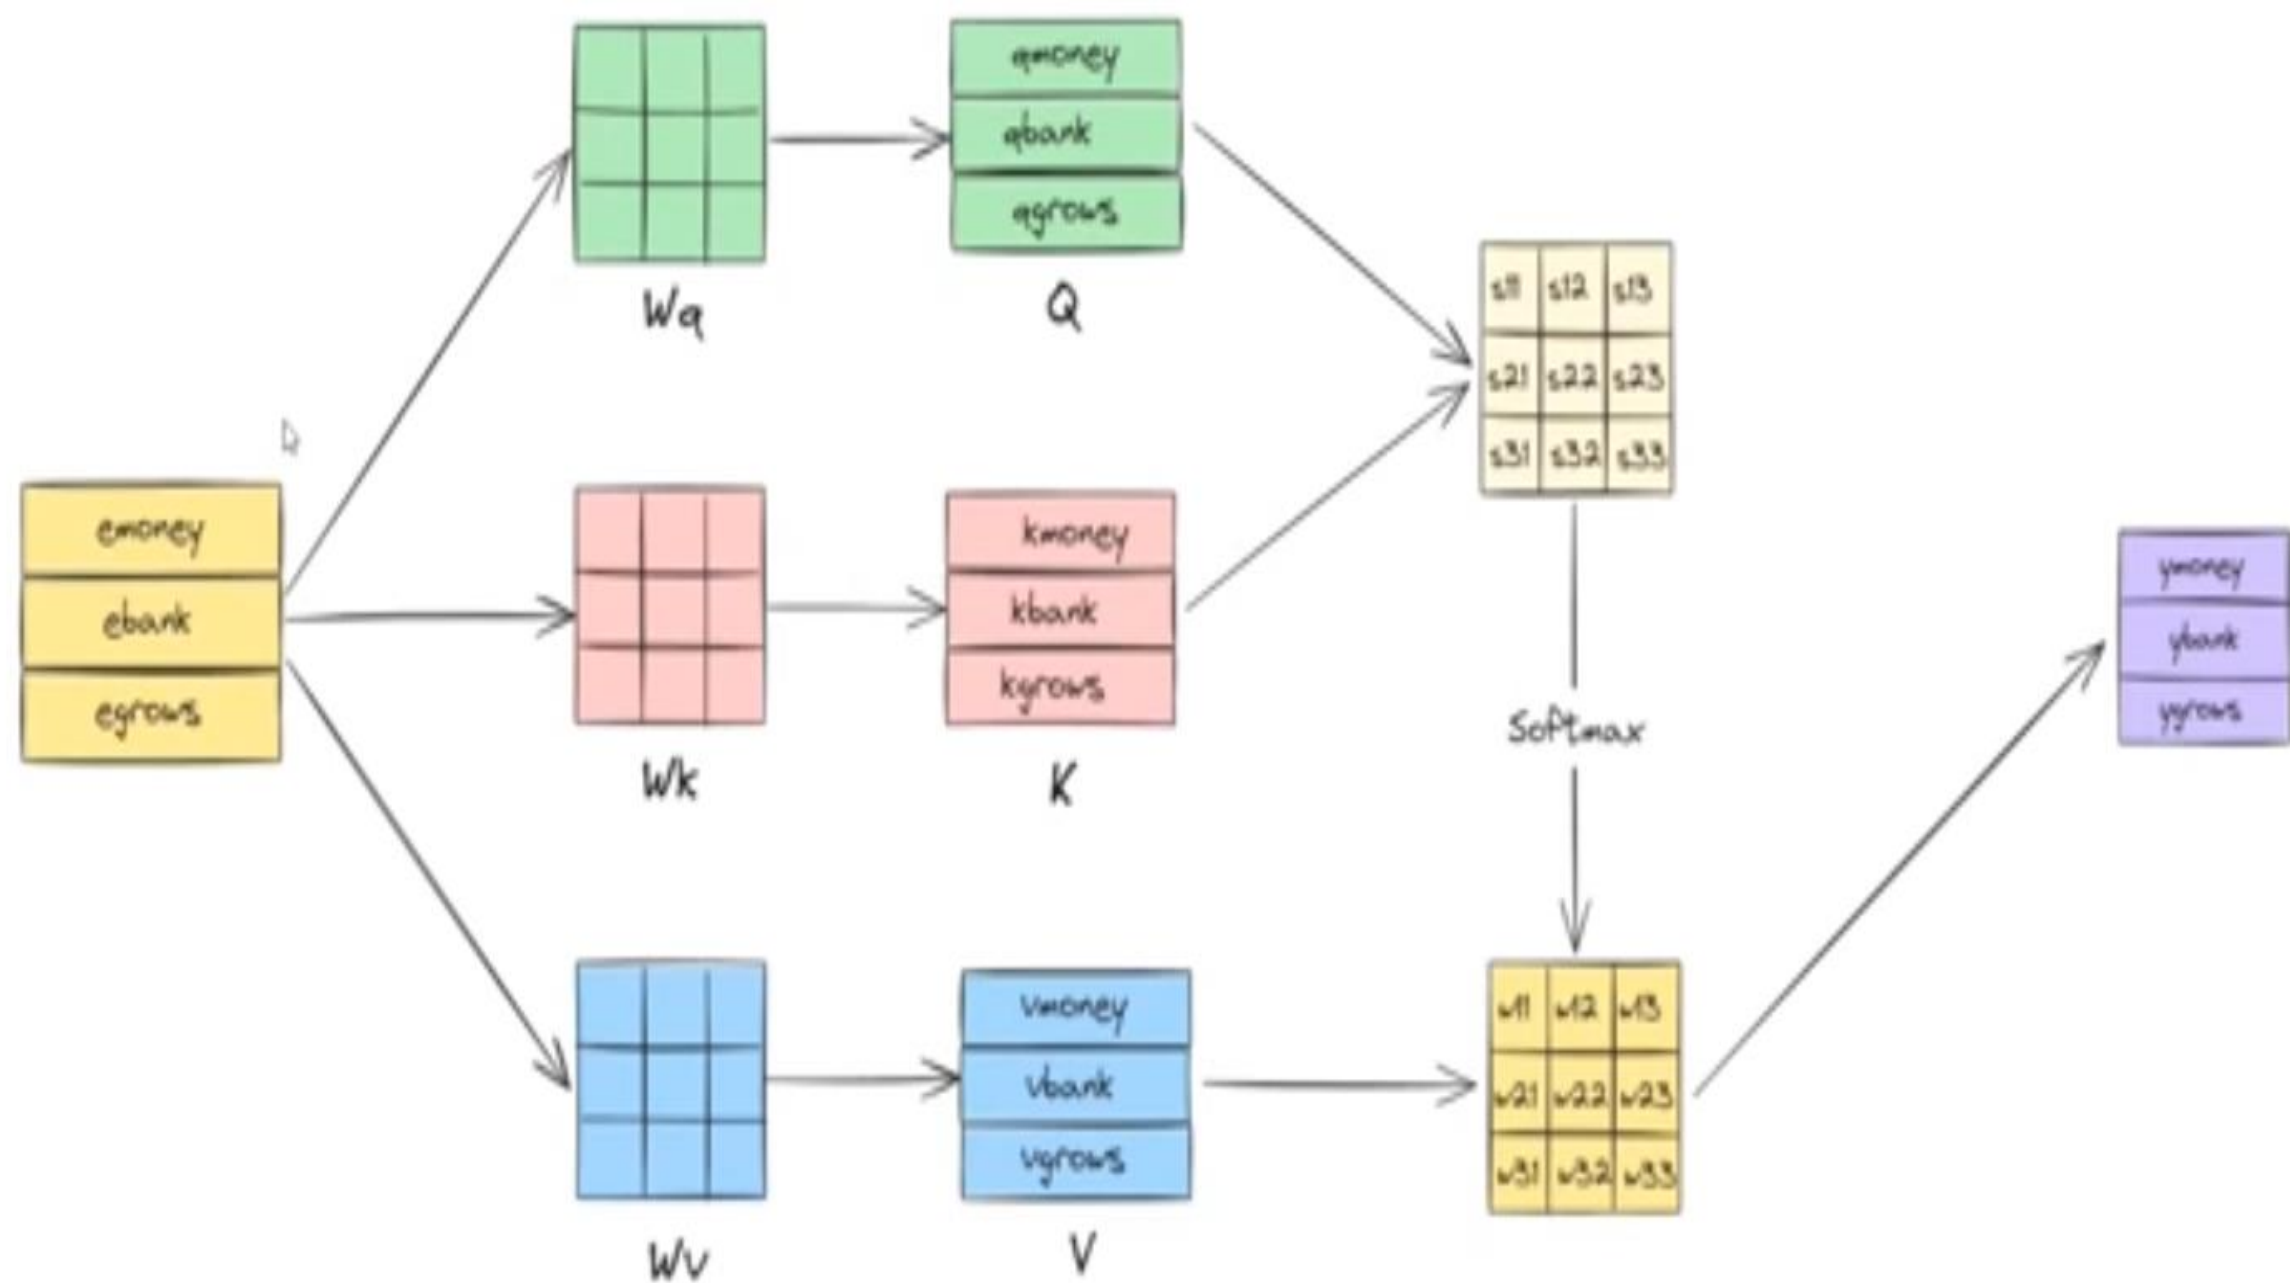 emoney
ebank
egrows
Wq
qmoney
qbank
qgrows
Q
Wk
kmoney
kbank
kgrows
K
Wv
vmoney
vbank
vgrows
V
s11 s12 s13
s21 s22 s23
s31 s32 s33
Softmax
w11 w12 w13
w21 w22 w23
w31 w32 w33
ymoney
ybank
ygrows